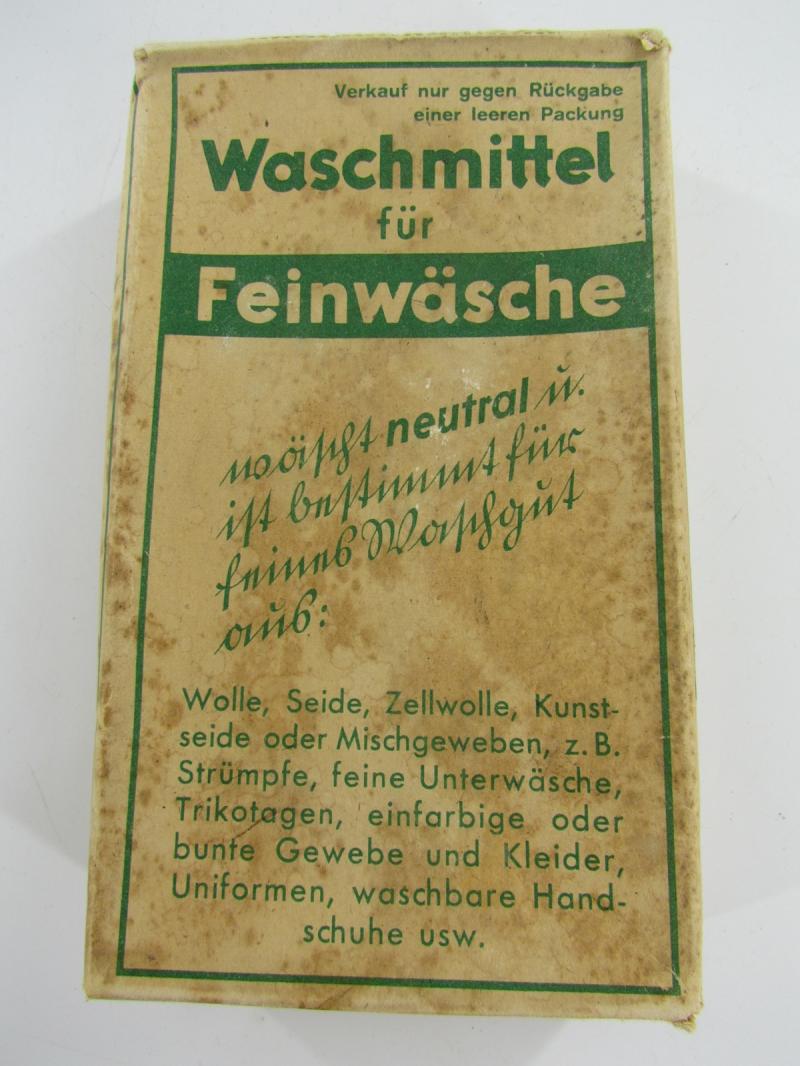 Verkauf nur gegen Rückgabe
einer leeren Packung
Waschmittel
für
Feinwäsche
wäscht neutral u.
ist bestimmt für
feines Waschgut
aus:
Wolle, Seide, Zellwolle, Kunst-
seide oder Mischgeweben, z. B.
Strümpfe, feine Unterwäsche,
Trikotagen, einfarbige oder
bunte Gewebe und Kleider,
Uniformen, waschbare Hand-
schuhe usw.